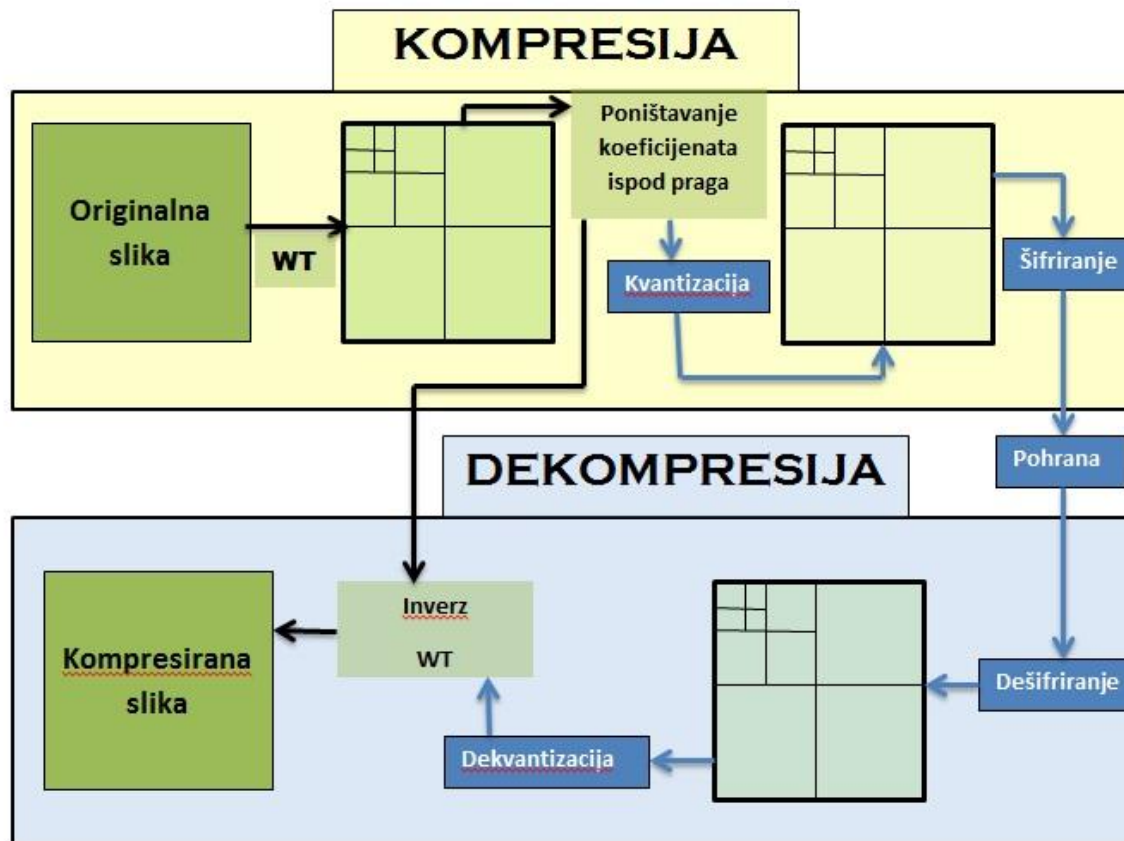 KOMPRESIJA
Originalna
slika
WT
Poništavanje
koeficijenata
ispod praga
Kvantizacija
Šifriranje
Pohrana
DEKOMPRESIJA
Kompresirana
slika
Inverz
WT
Dekvantizacija
Dešifriranje